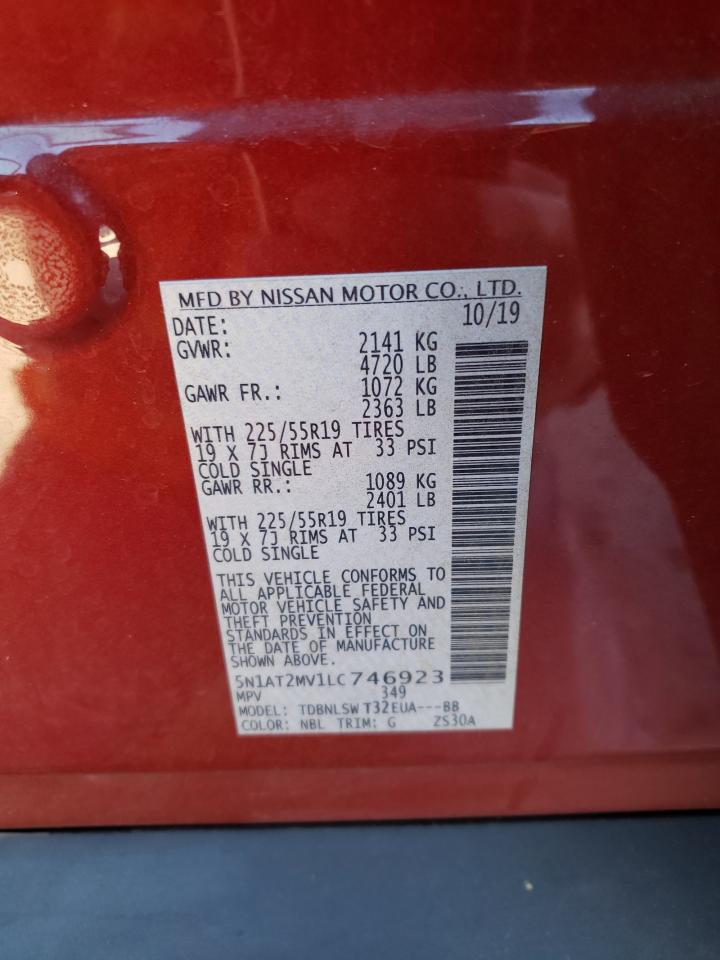 MFD BY NISSAN MOTOR CO., LTD.
DATE: 10/19
GVWR: 2141 KG
4720 LB
GAWR FR.: 1072 KG
2363 LB
WITH 225/55R19 TIRES
19 X 7J RIMS AT 33 PSI
COLD SINGLE
GAWR RR.: 1089 KG
2401 LB
WITH 225/55R19 TIRES
19 X 7J RIMS AT 33 PSI
COLD SINGLE
THIS VEHICLE CONFORMS TO
ALL APPLICABLE FEDERAL
MOTOR VEHICLE SAFETY AND
THEFT PREVENTION
STANDARDS IN EFFECT ON
THE DATE OF MANUFACTURE
SHOWN ABOVE.
5N1AT2MV1LC746923
MPV 349
MODEL: TDBNLSW T32EUA---BB
COLOR: NBL TRIM: G ZS30A